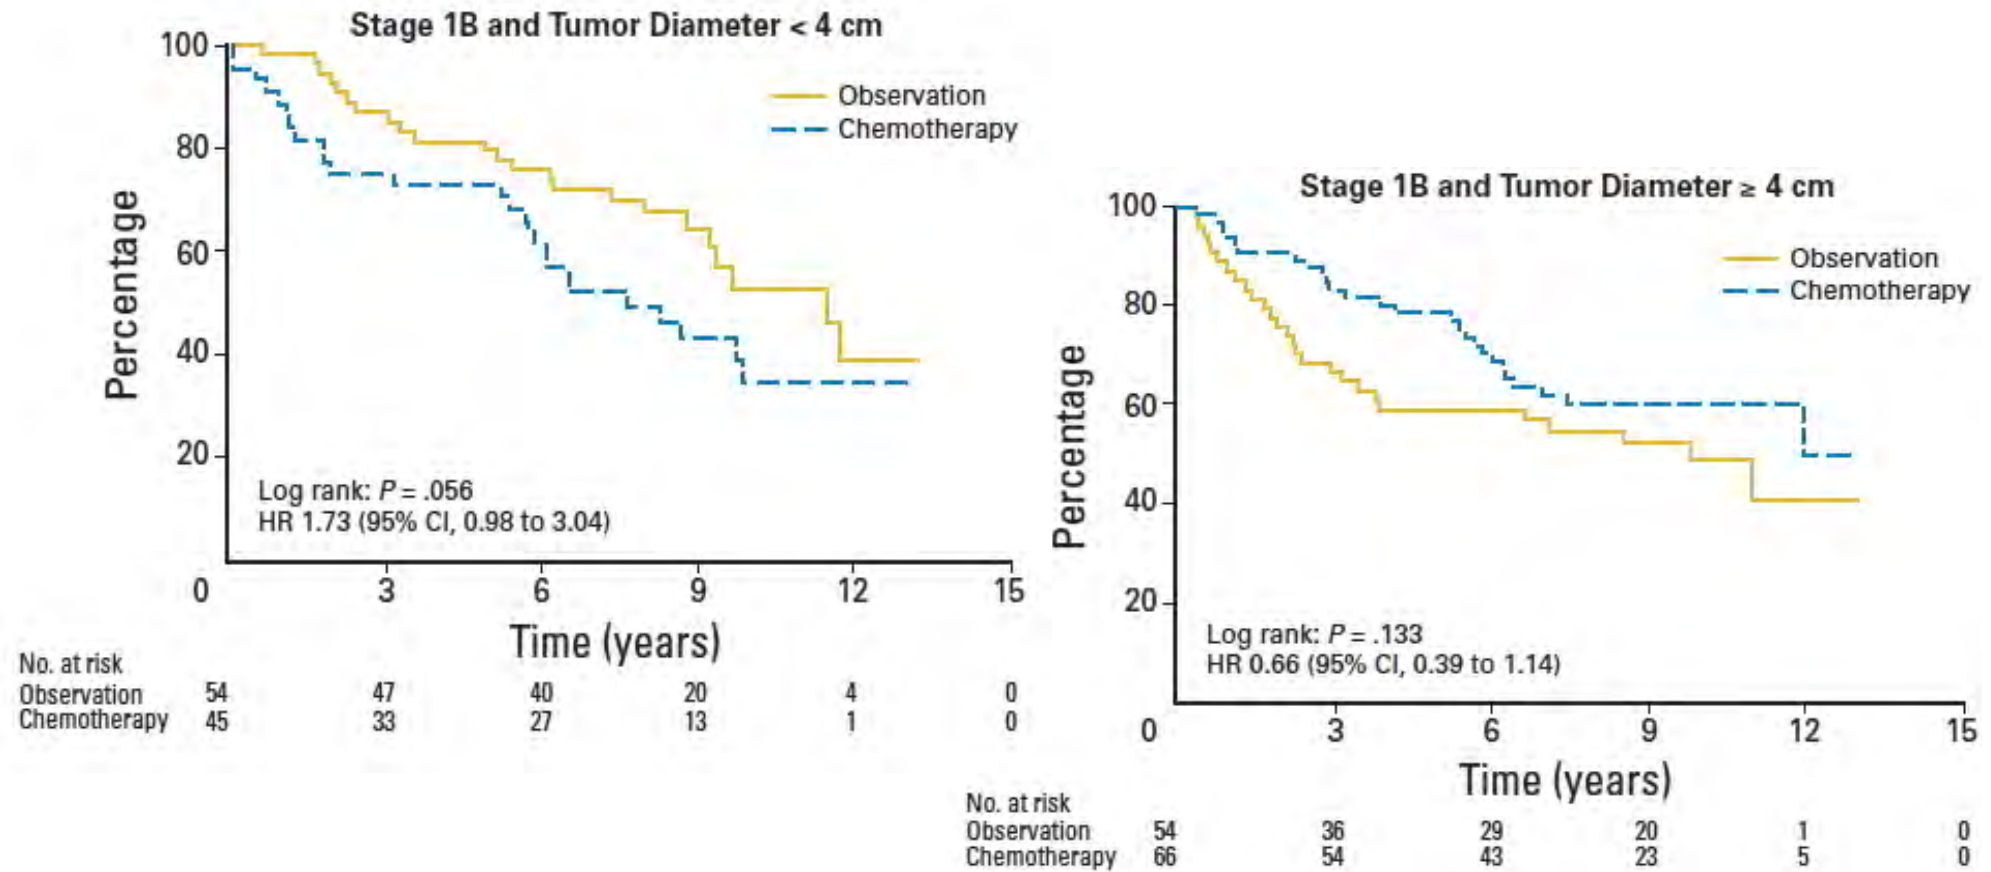 Stage 1B and Tumor Diameter < 4 cm
100
80
60
40
20
0
Percentage
Observation
Chemotherapy
Log rank: P = .056
HR 1.73 (95% CI, 0.98 to 3.04)
3 6 9 12 15
Time (years)
No. at risk
Observation 54 47 40 20 4 0
Chemotherapy 45 33 27 13 1 0
Stage 1B and Tumor Diameter ≥ 4 cm
100
80
60
40
20
0
Percentage
Observation
Chemotherapy
Log rank: P = .133
HR 0.66 (95% CI, 0.39 to 1.14)
3 6 9 12 15
Time (years)
No. at risk
Observation 54 36 29 20 1 0
Chemotherapy 66 54 43 23 5 0